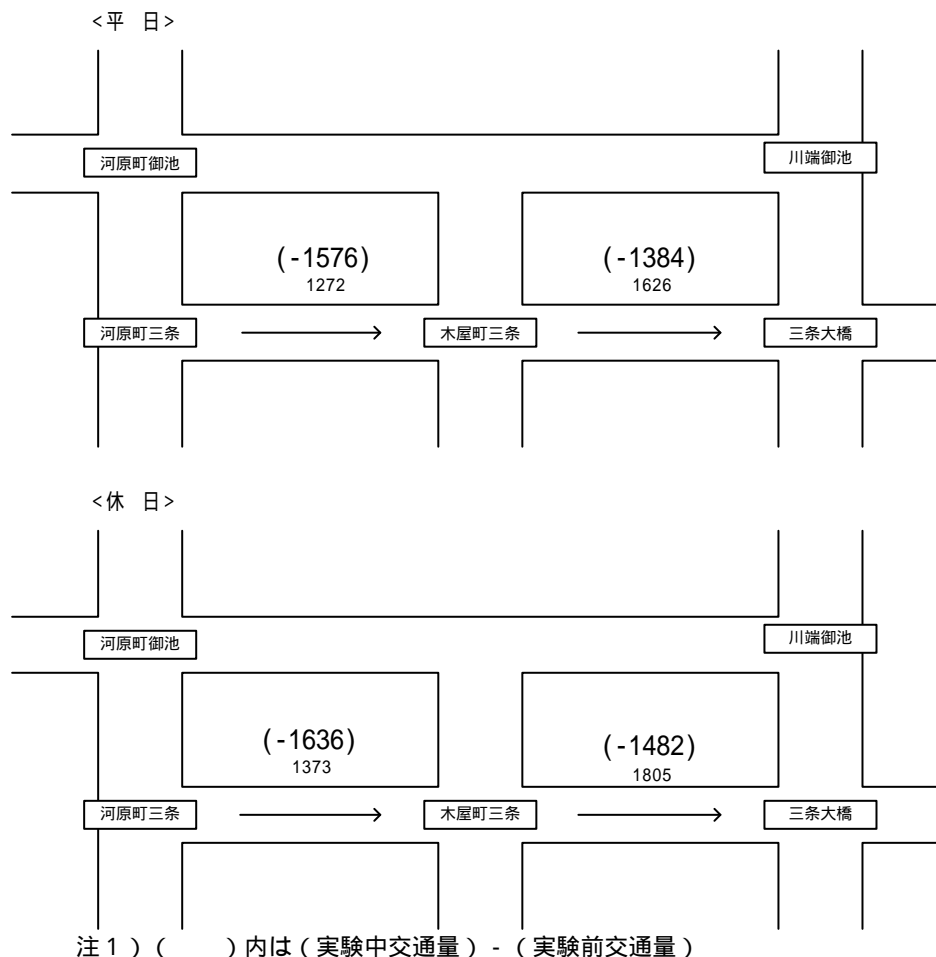 <平 日>
河原町御池 川端御池
(-1576) (-1384)
1272 1626
河原町三条 木屋町三条 三条大橋
<休 日>
河原町御池 川端御池
(-1636) (-1482)
1373 1805
河原町三条 木屋町三条 三条大橋
注1)( )内は(実験中交通量)-(実験前交通量)